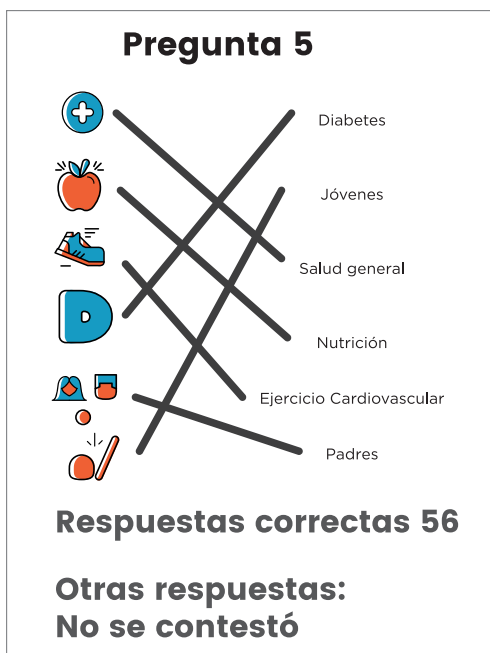 Pregunta 5
Diabetes
Jóvenes
Salud general
D
Nutrición
Ejercicio Cardiovascular
Padres
Respuestas correctas 56
Otras respuestas:
No se contestó